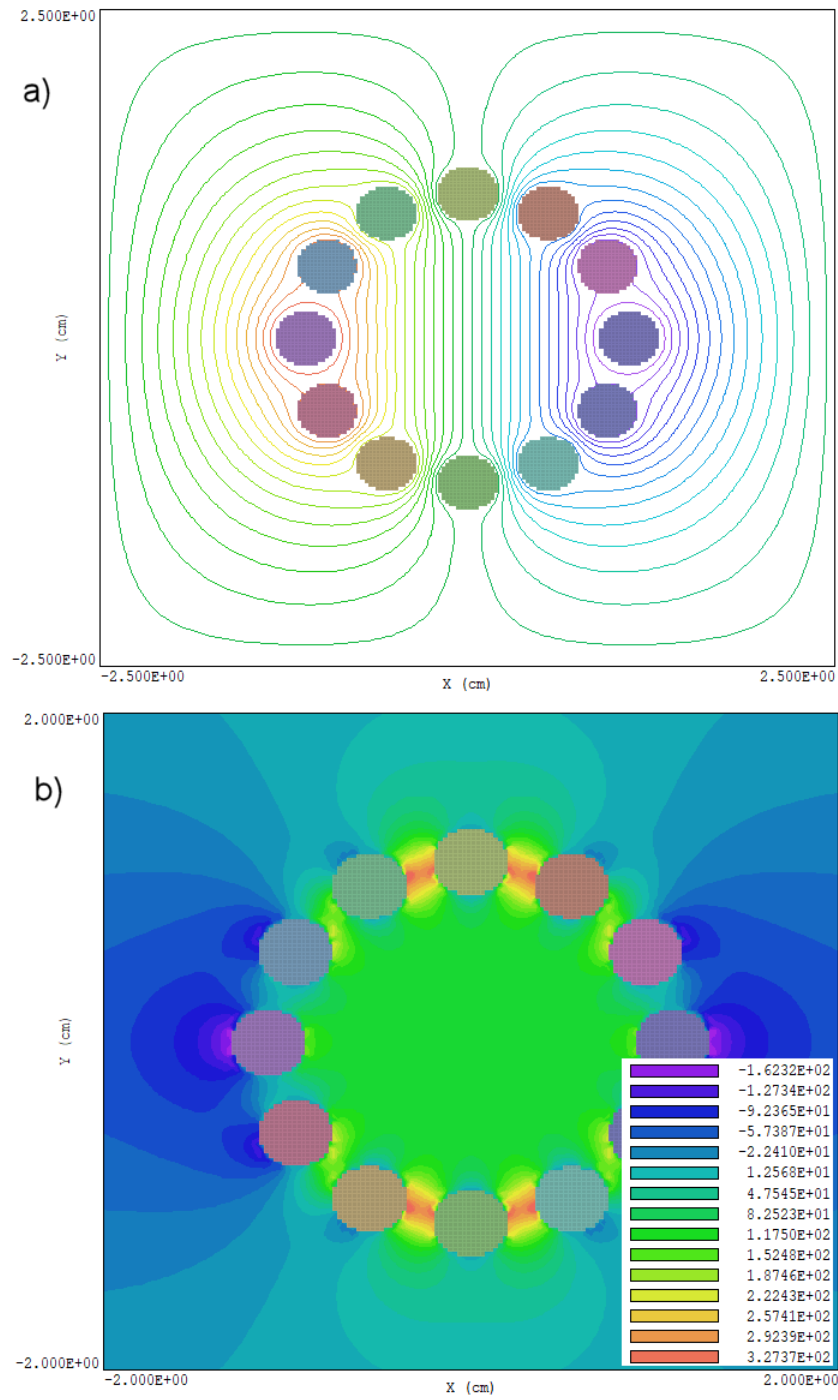 2.500E+00
a)
Y (cm)
-2.500E+00
-2.500E+00
X (cm)
2.500E+00
2.000E+00
b)
Y (cm)
-1.6232E+02
-1.2734E+02
-9.2365E+01
-5.7387E+01
-2.2410E+01
1.2568E+01
4.7545E+01
8.2523E+01
1.1750E+02
1.5248E+02
1.8746E+02
2.2243E+02
2.5741E+02
2.9239E+02
3.2737E+02
-2.000E+00
-2.000E+00
X (cm)
2.000E+00